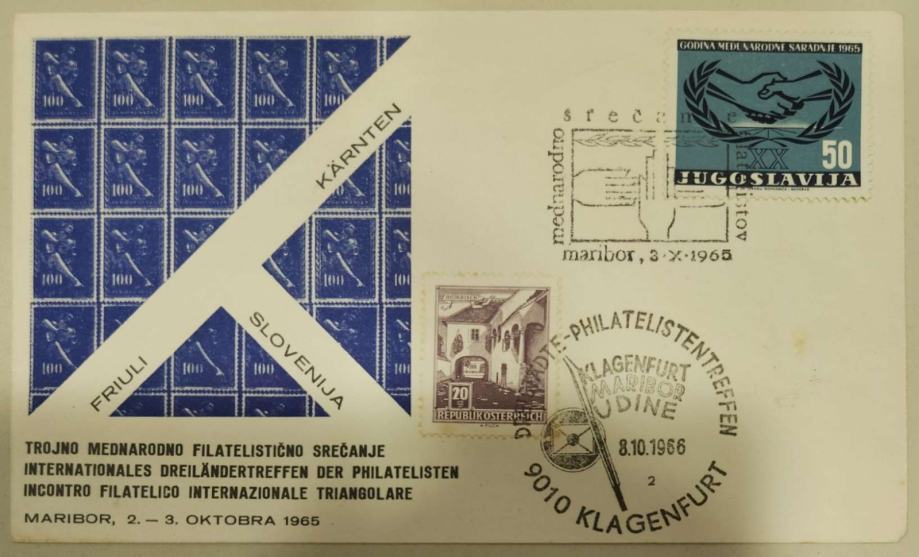 KÄRNTEN
FRIULI
SLOVENIJA
TROJNO MEDNARODNO FILATELISTIČNO SREČANJE
INTERNATIONALES DREILÄNDERTREFFEN DER PHILATELISTEN
INCONTRO FILATELICO INTERNAZIONALE TRIANGOLARE
MARIBOR, 2. — 3. OKTOBRA 1965
GODINA MEĐUNARODNE SARADNJE 1965
XX
50
JUGOSLAVIJA
mednarodno
maribor, 3·X·1965
20
REPUBLIK ÖSTERREICH
-PHILATELISTENTREFFEN
KLAGENFURT
MARIBOR
UDINE
8.10.1966
2
9010 KLAGENFURT